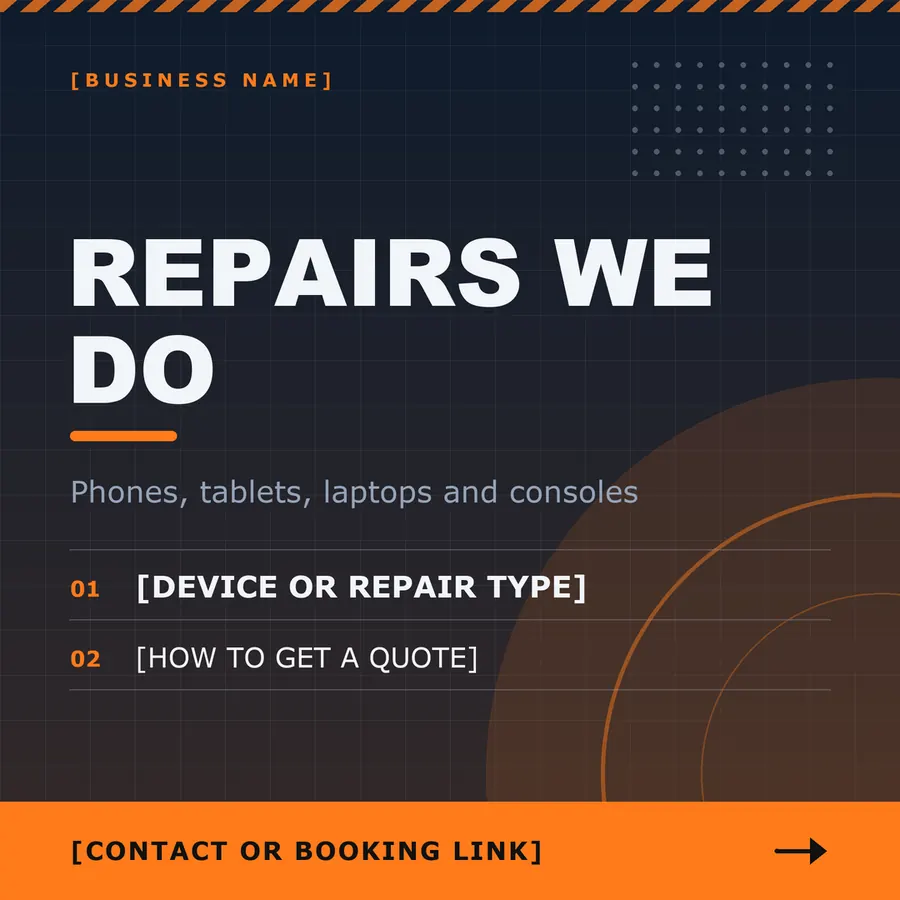 [BUSINESS NAME]
REPAIRS WE
DO
Phones, tablets, laptops and consoles
01 [DEVICE OR REPAIR TYPE]
02 [HOW TO GET A QUOTE]
[CONTACT OR BOOKING LINK]